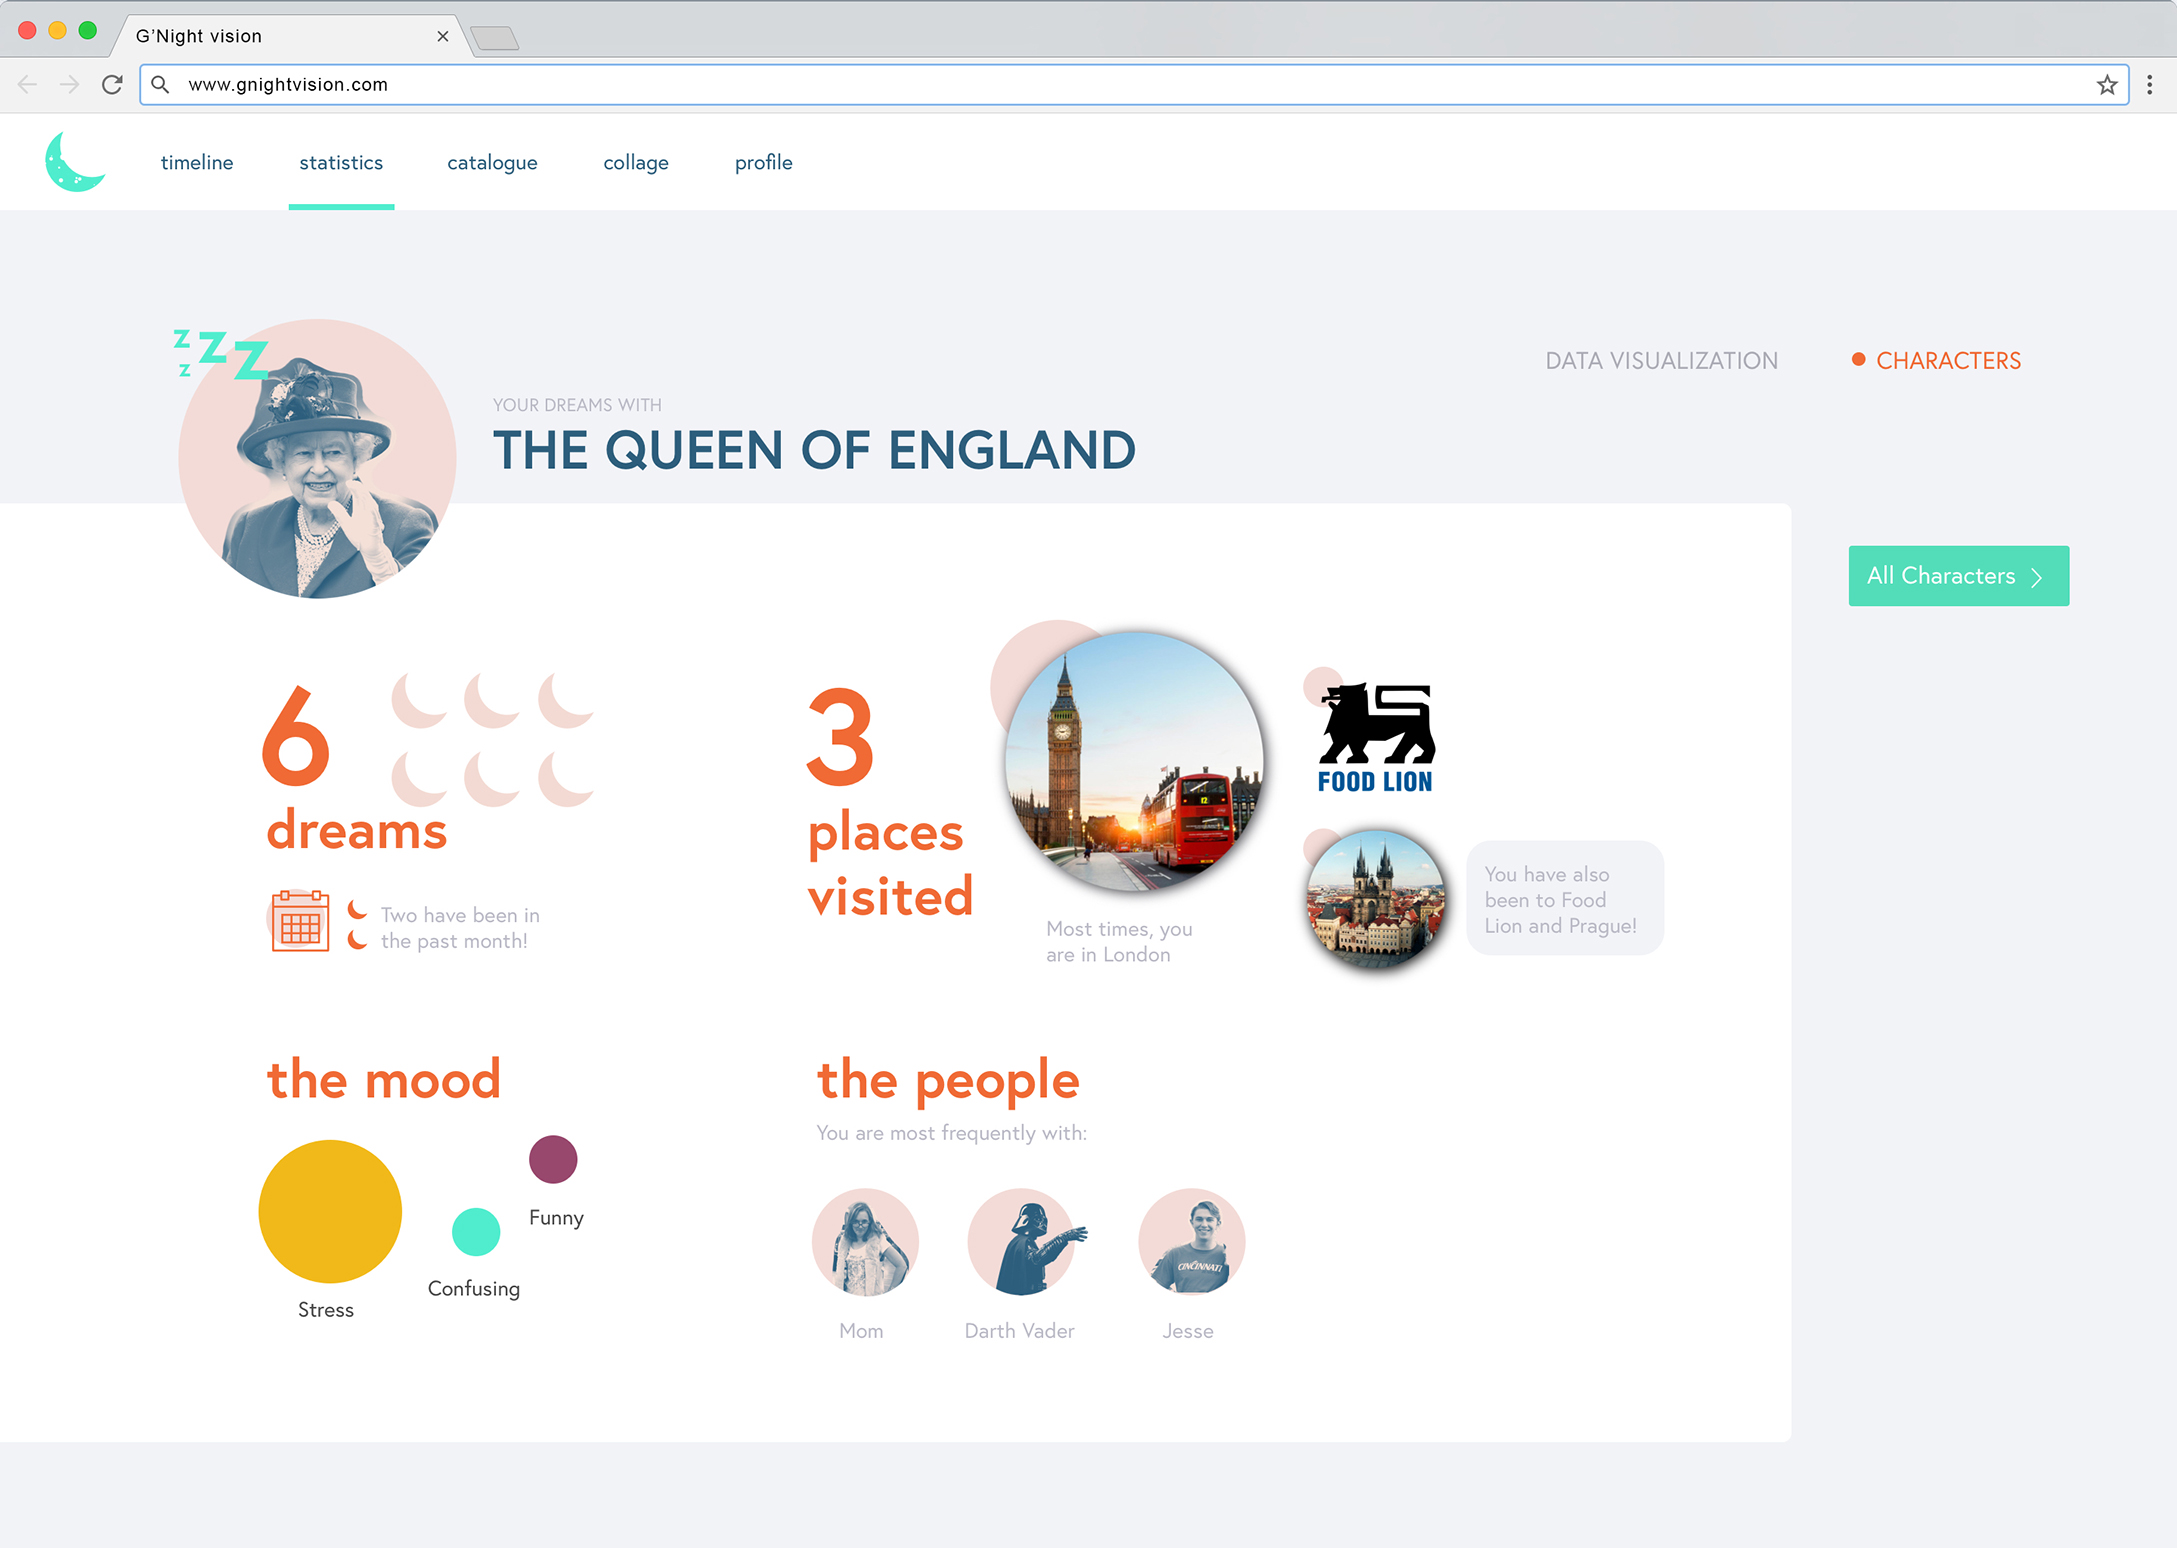 G'Night vision
www.gnightvision.com
timeline
statistics
catalogue
collage
profile
z z z
z
DATA VISUALIZATION
CHARACTERS
YOUR DREAMS WITH
THE QUEEN OF ENGLAND
All Characters
6
dreams
Two have been in
the past month!
3
places
visited
12
Most times, you
are in London
FOOD LION
You have also
been to Food
Lion and Prague!
the mood
Stress
Confusing
Funny
the people
You are most frequently with:
CINCINNATI
Mom
Darth Vader
Jesse